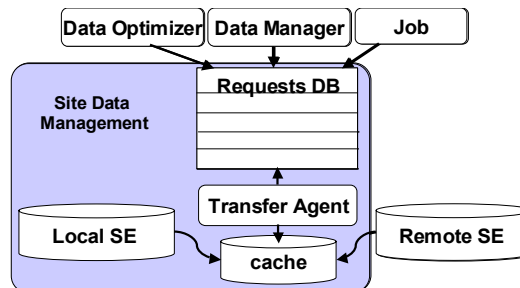 Data Optimizer Data Manager Job
Requests DB
Site Data
Management
Transfer Agent
Local SE
Remote SE
cache